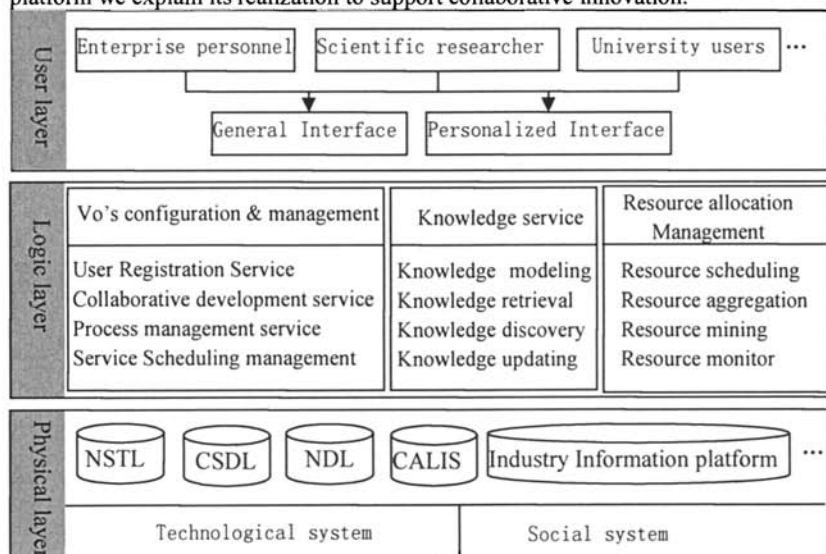 platform we explain its realization to support collaborative innovation.
User layer
Enterprise personnel Scientific researcher University users ...
General Interface Personalized Interface
Logic layer
Vo's configuration & management
User Registration Service
Collaborative development service
Process management service
Service Scheduling management
Knowledge service
Knowledge modeling
Knowledge retrieval
Knowledge discovery
Knowledge updating
Resource allocation
Management
Resource scheduling
Resource aggregation
Resource mining
Resource monitor
Physical layer
NSTL CSDL NDL CALIS Industry Information platform ...
Technological system Social system